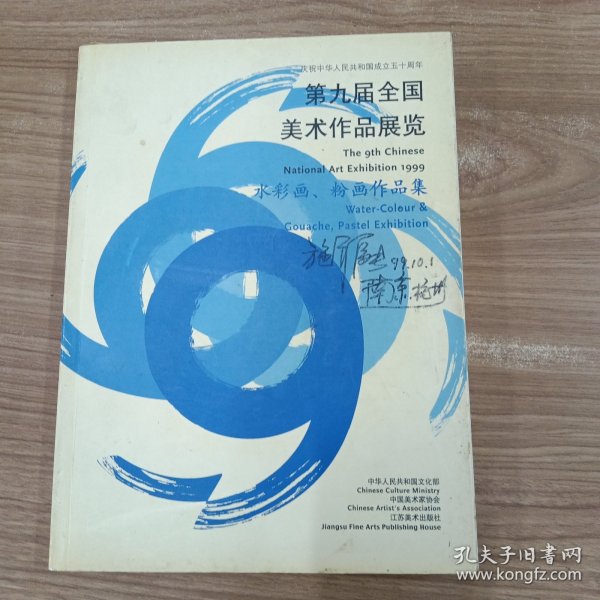 庆祝中华人民共和国成立五十周年
第九届全国
美术作品展览
The 9th Chinese
National Art Exhibition 1999
水彩画、粉画作品集
Water-Colour &
Gouache, Pastel Exhibition
99.10.1
南京
中华人民共和国文化部
Chinese Culture Ministry
中国美术家协会
Chinese Artist's Association
江苏美术出版社
Jiangsu Fine Arts Publishing House
孔夫子旧书网
www.kongfz.com